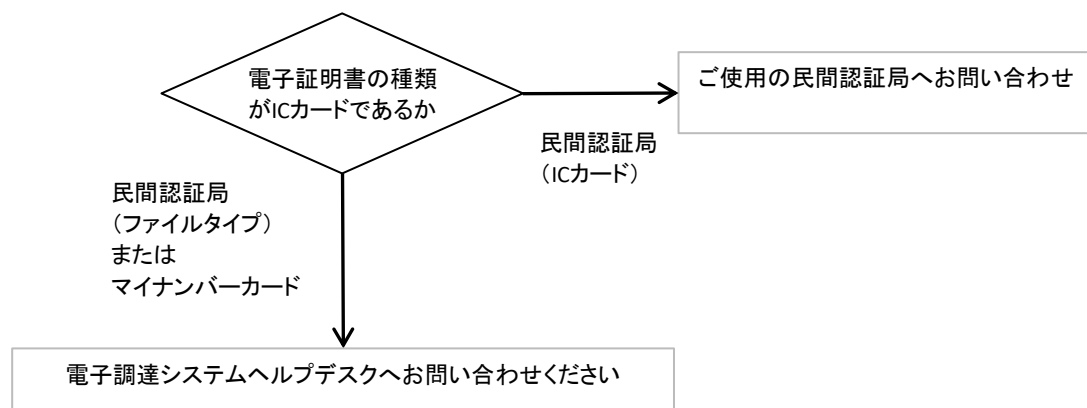 電子証明書の種類
がICカードであるか
ご使用の民間認証局へお問い合わせ
民間認証局
（ICカード）
民間認証局
（ファイルタイプ）
または
マイナンバーカード
電子調達システムヘルプデスクへお問い合わせください